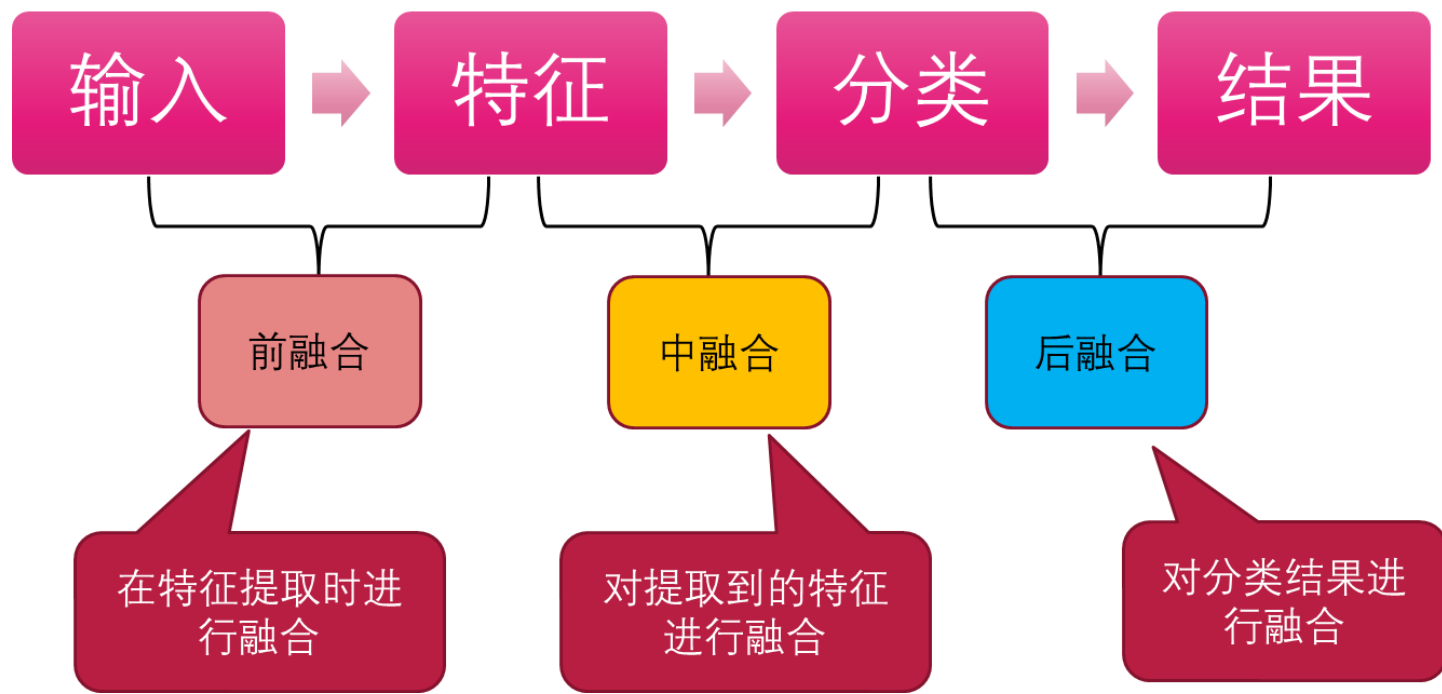 输入
特征
分类
结果
前融合
中融合
后融合
在特征提取时进
行融合
对提取到的特征
进行融合
对分类结果进
行融合